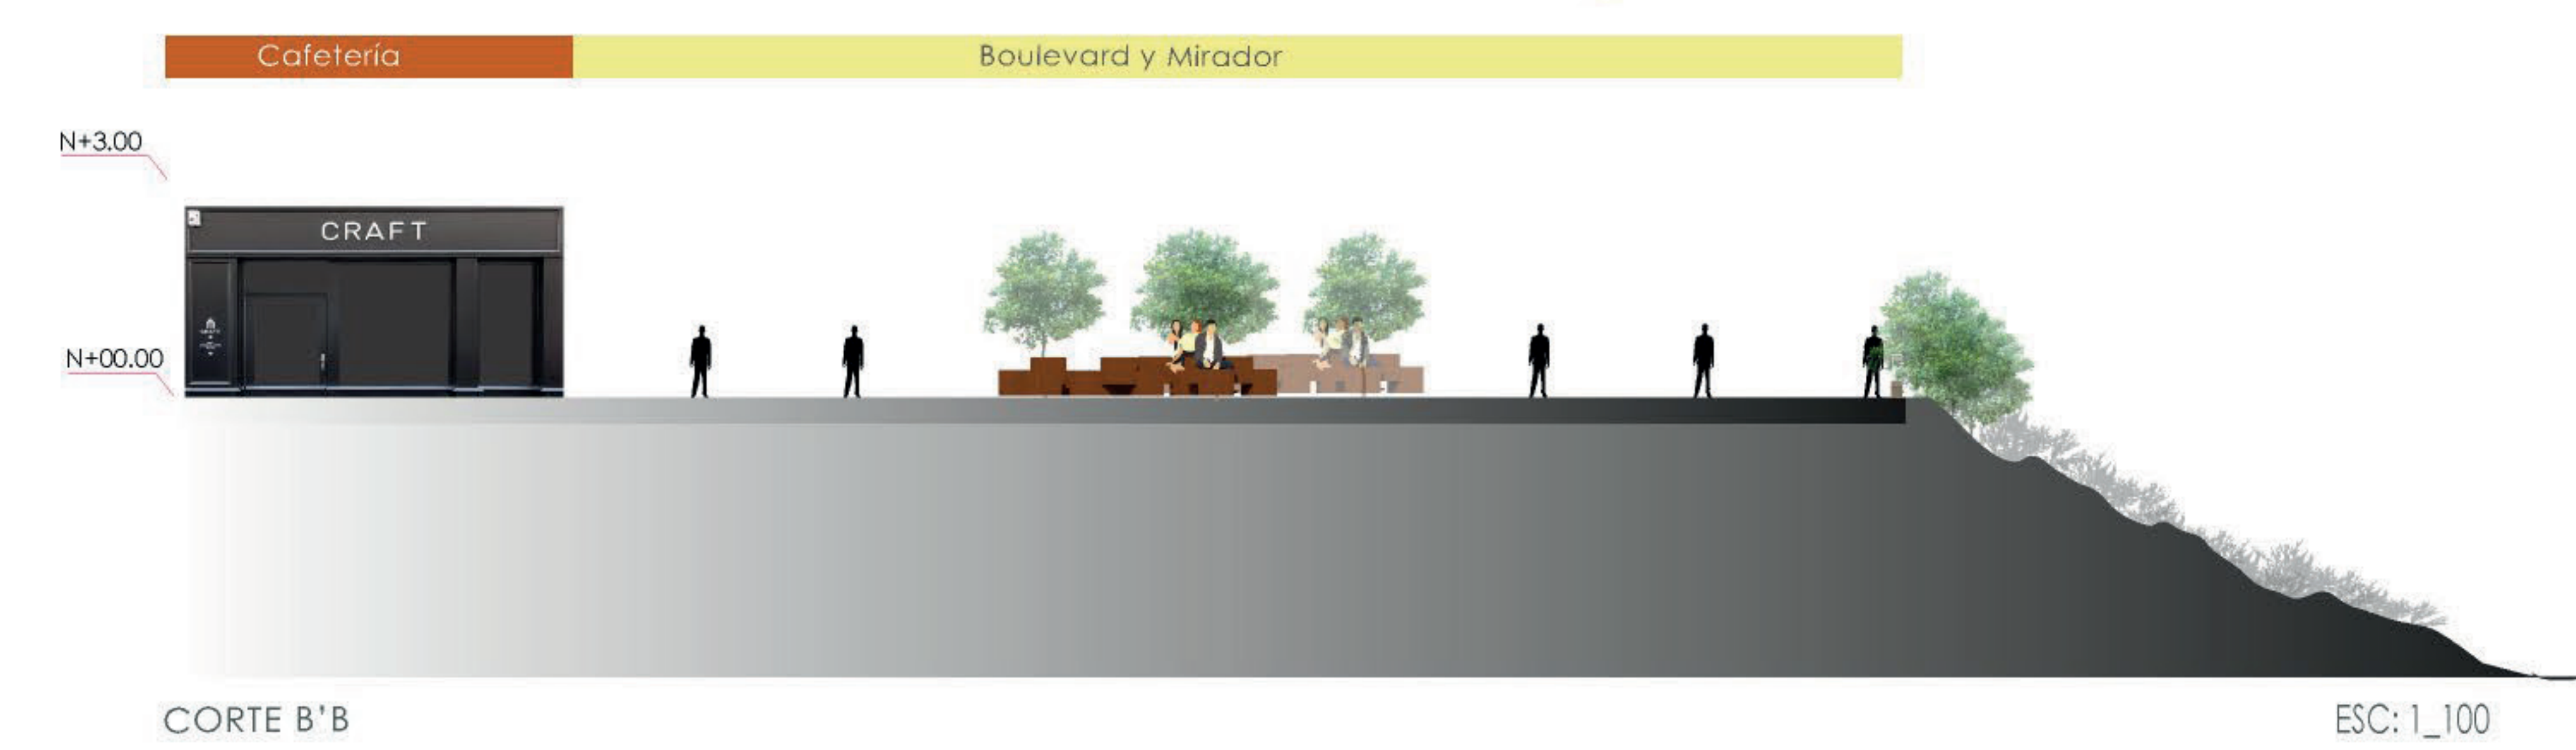 Cafetería
Boulevard y Mirador
N+3.00
CRAFT
N+00.00
CORTE B'B
ESC: 1_100